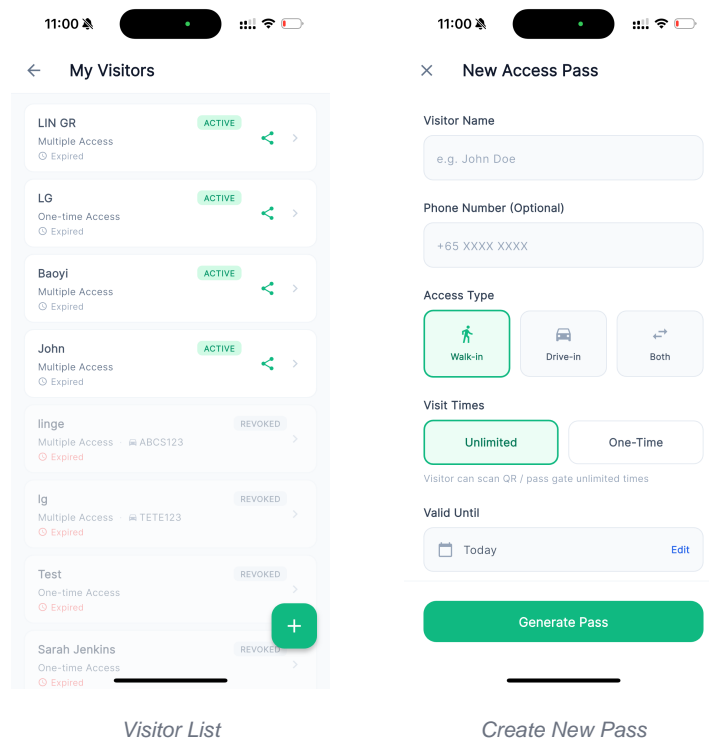 11:00
My Visitors
LIN GR
ACTIVE
Multiple Access
Expired
LG
ACTIVE
One-time Access
Expired
Baoyi
ACTIVE
Multiple Access
Expired
John
ACTIVE
Multiple Access
Expired
linge
REVOKED
Multiple Access · ABCS123
Expired
lg
REVOKED
Multiple Access · TETE123
Expired
Test
REVOKED
One-time Access
Expired
Sarah Jenkins
REVOKED
One-time Access
Expired
Visitor List
11:00
New Access Pass
Visitor Name
e.g. John Doe
Phone Number (Optional)
+65 XXXX XXXX
Access Type
Walk-in
Drive-in
Both
Visit Times
Unlimited
One-Time
Visitor can scan QR / pass gate unlimited times
Valid Until
Today
Edit
Generate Pass
Create New Pass